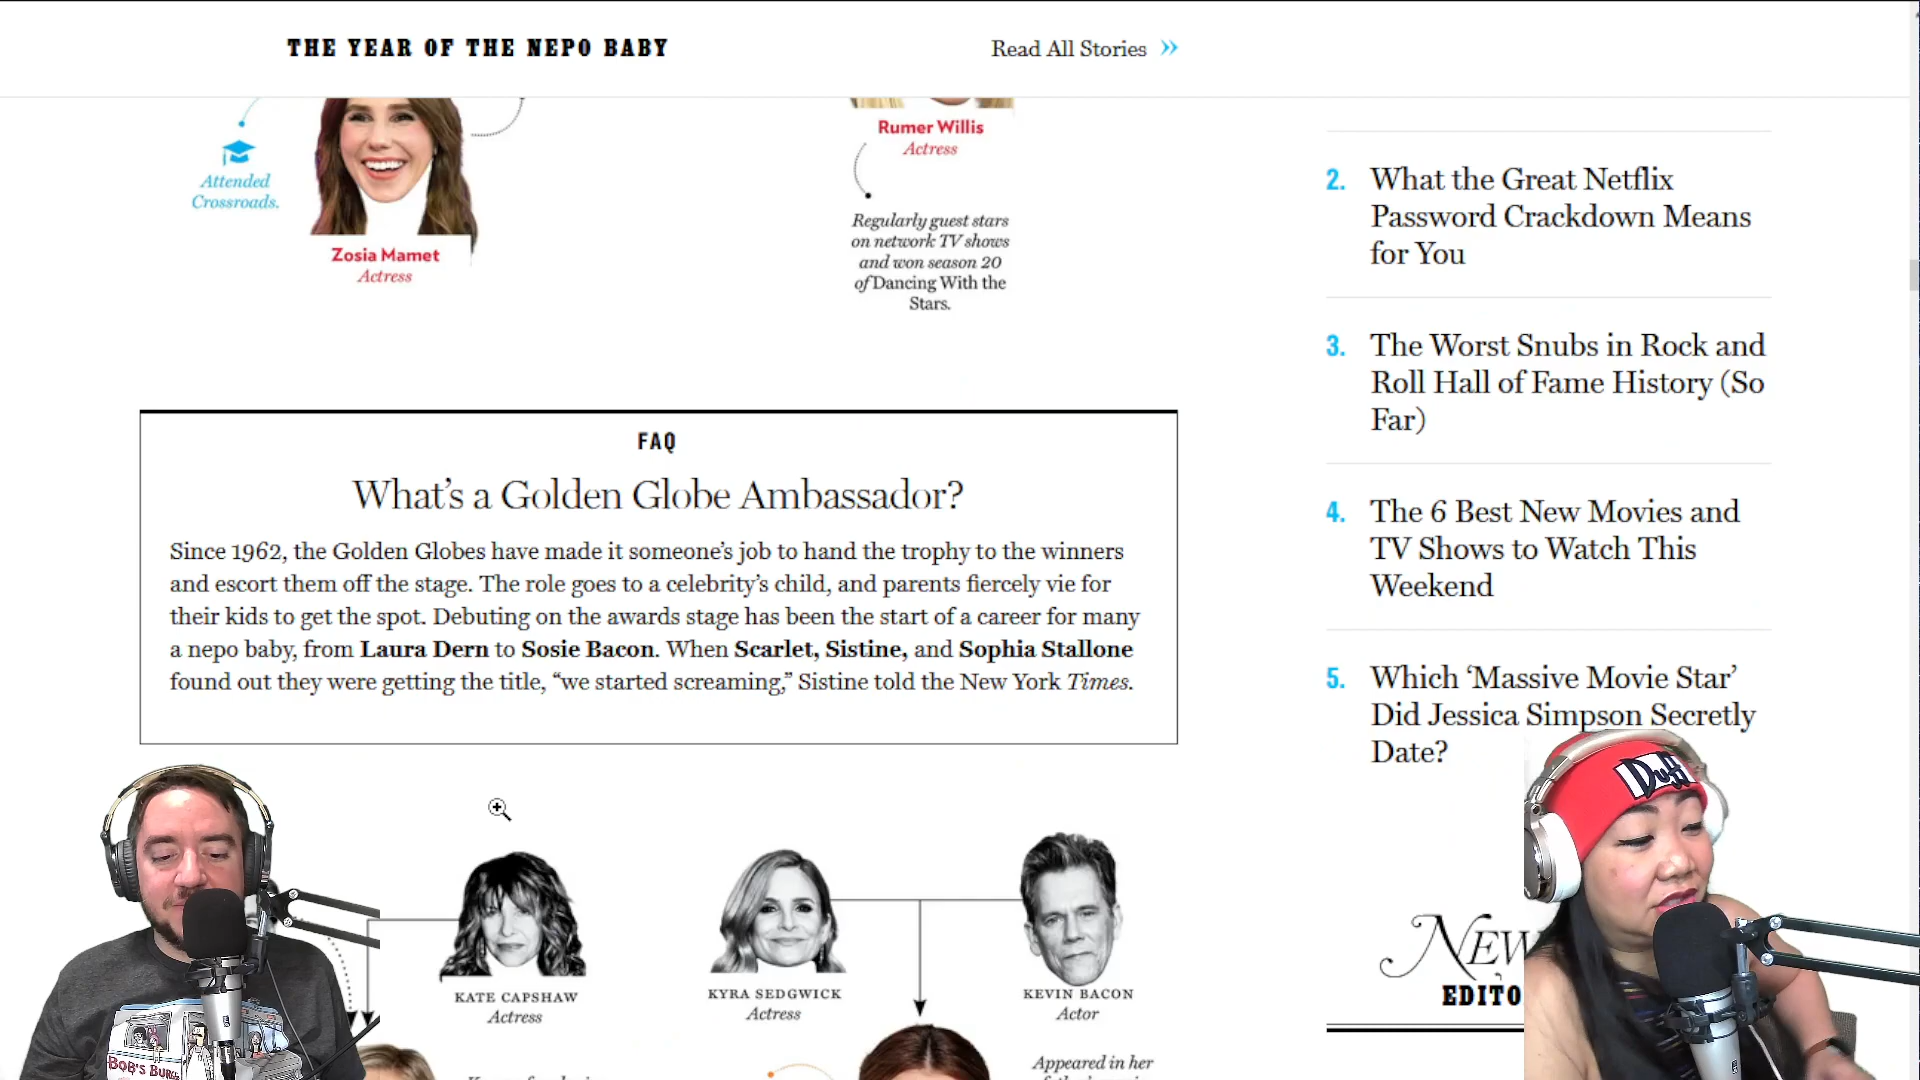 THE YEAR OF THE NEPO BABY
Read All Stories »
Attended
Crossroads.
Zosia Mamet
Actress
Rumer Willis
Actress
Regularly guest stars
on network TV shows
and won season 20
of Dancing With the
Stars.
FAQ
What's a Golden Globe Ambassador?
Since 1962, the Golden Globes have made it someone's job to hand the trophy to the winners
and escort them off the stage. The role goes to a celebrity's child, and parents fiercely vie for
their kids to get the spot. Debuting on the awards stage has been the start of a career for many
a nepo baby, from Laura Dern to Sosie Bacon. When Scarlet, Sistine, and Sophia Stallone
found out they were getting the title, “we started screaming,” Sistine told the New York Times.
KATE CAPSHAW
Actress
KYRA SEDGWICK
Actress
KEVIN BACON
Actor
Appeared in her
2. What the Great Netflix
Password Crackdown Means
for You
3. The Worst Snubs in Rock and
Roll Hall of Fame History (So
Far)
4. The 6 Best New Movies and
TV Shows to Watch This
Weekend
5. Which ‘Massive Movie Star’
Did Jessica Simpson Secretly
Date?
NEW
EDITO
Duff
BOB'S BURG